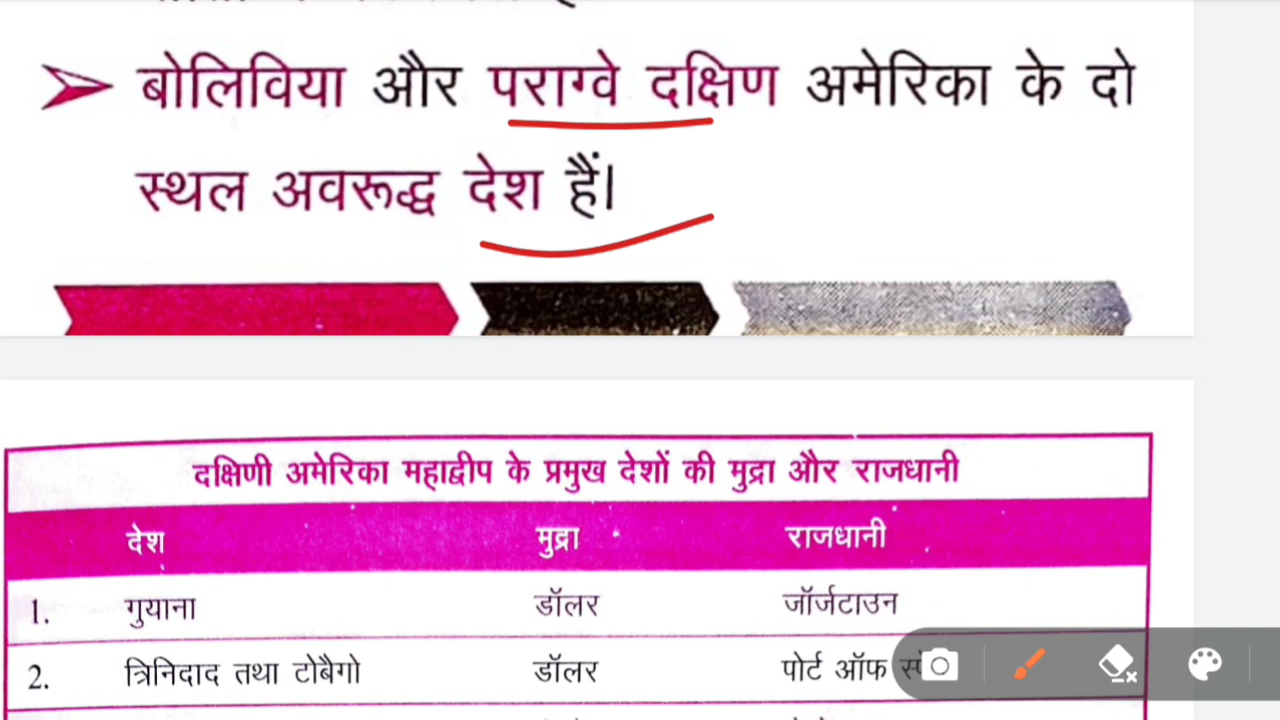 बोलिविया और पराग्वे दक्षिण अमेरिका के दो
स्थल अवरूद्ध देश हैं।
दक्षिणी अमेरिका महाद्वीप के प्रमुख देशों की मुद्रा और राजधानी
देश मुद्रा राजधानी
1. गुयाना डॉलर जॉर्जटाउन
2. त्रिनिदाद तथा टोबैगो डॉलर पोर्ट ऑफ